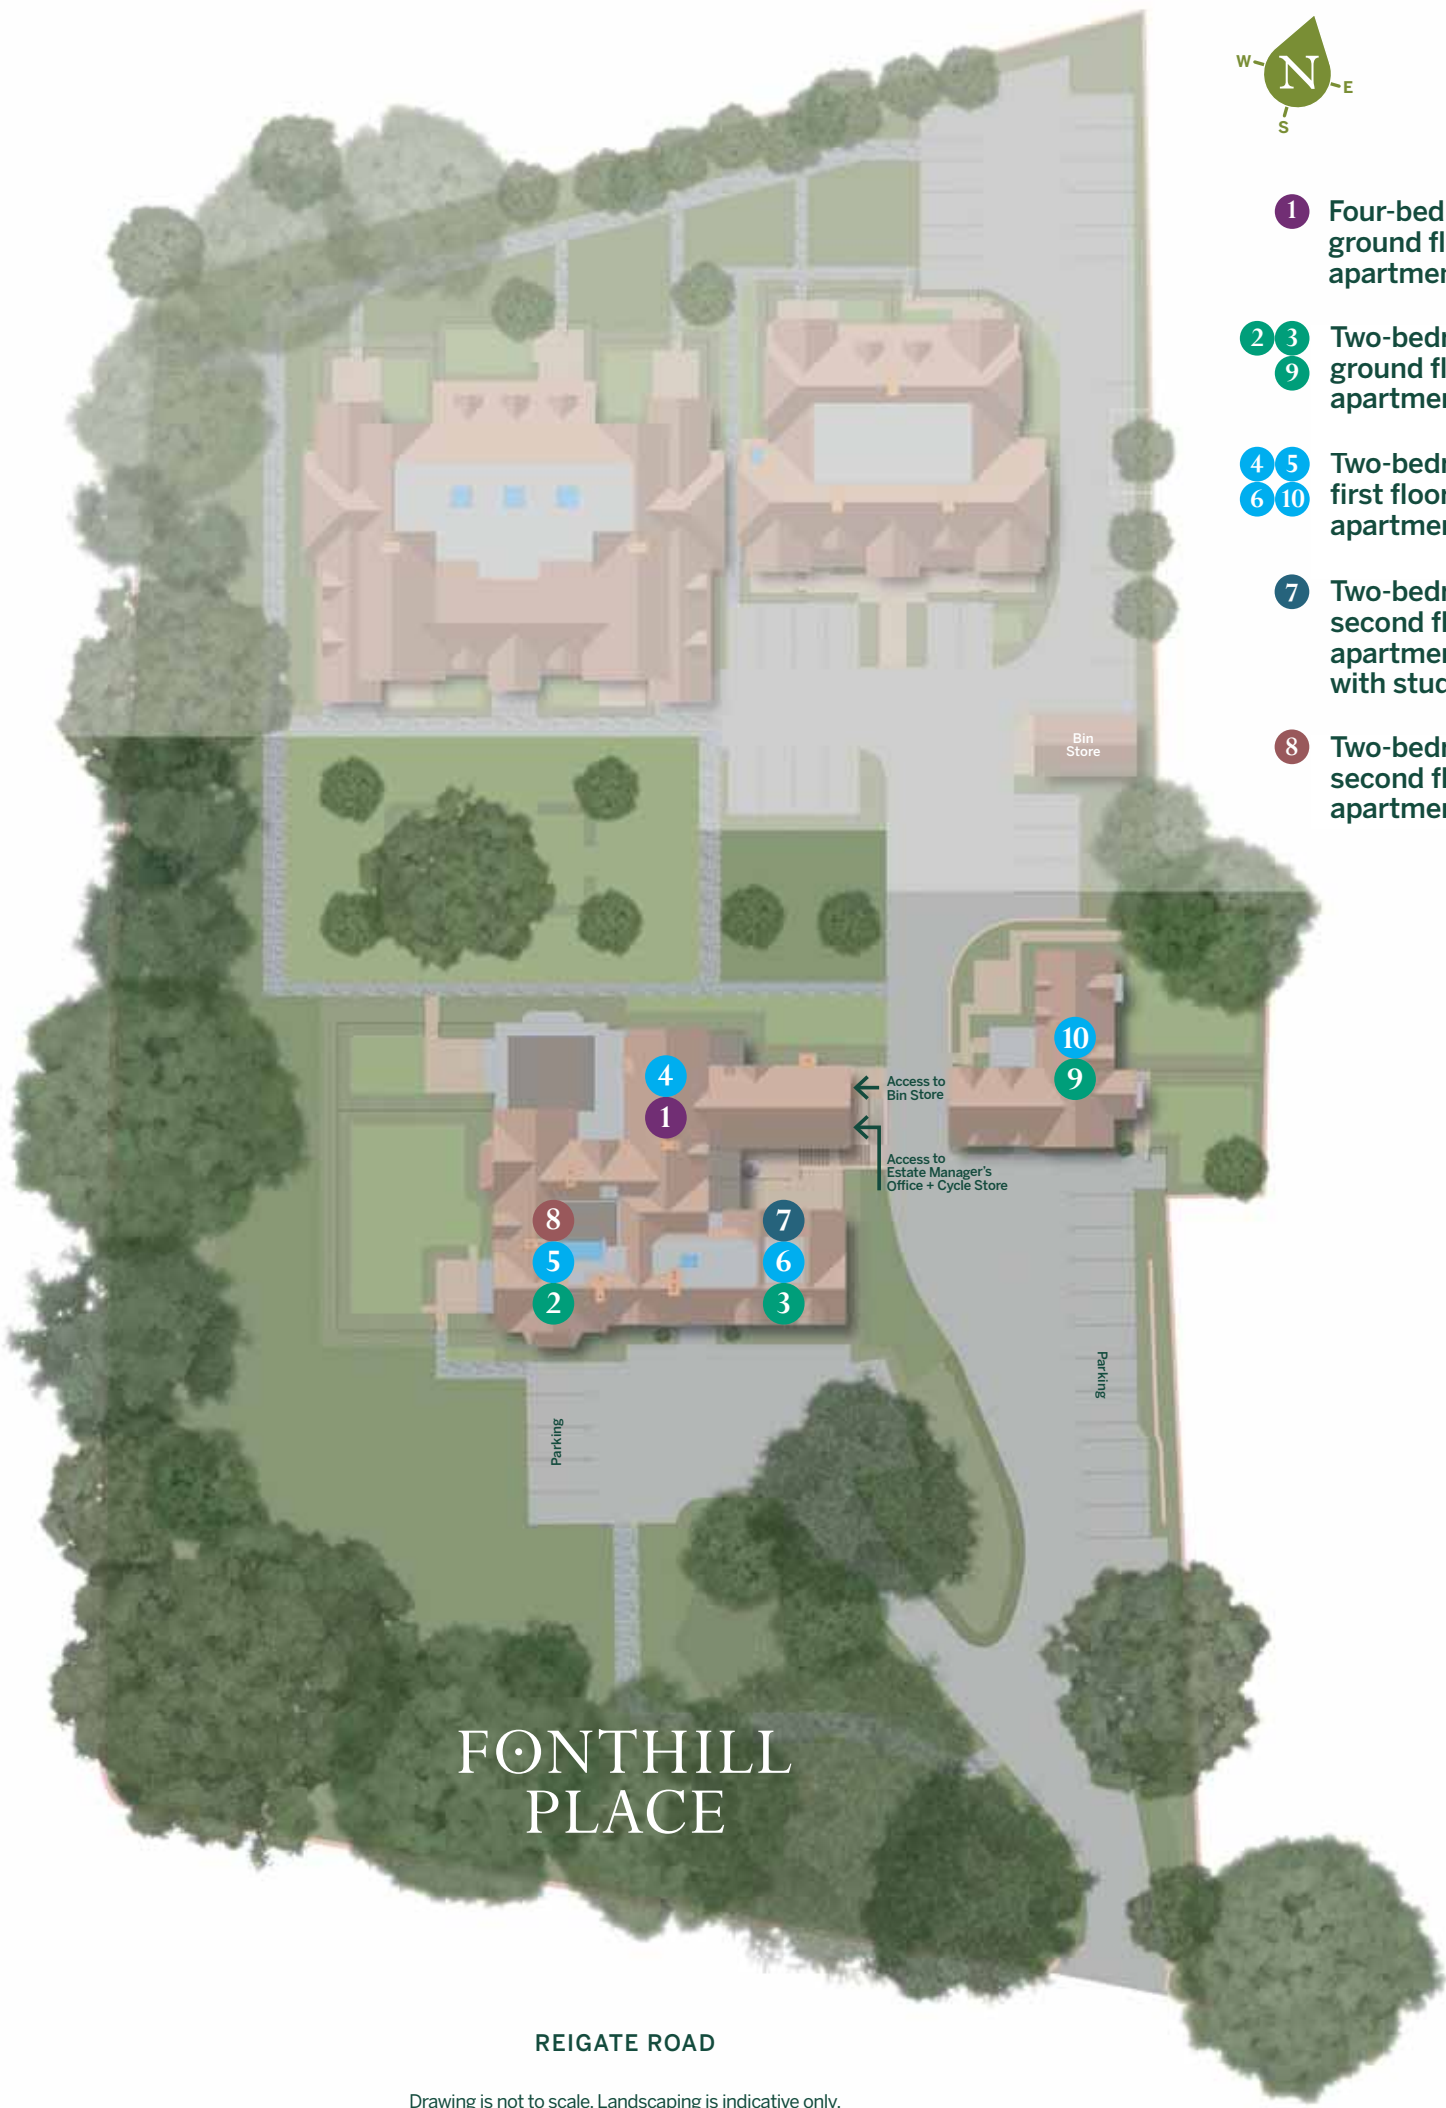 W N E
S
1 Four-bed
ground fl
apartmen
2 3 Two-bedr
9 ground fl
apartmen
4 5 Two-bedr
6 10 first floor
apartmen
7 Two-bedr
second fl
apartmen
with stud
8 Two-bedr
second fl
apartmen
Bin
Store
10
9
4
1
Access to
Bin Store
Access to
Estate Manager's
Office + Cycle Store
8
5
2
7
6
3
Parking
Parking
FONTHILL
PLACE
REIGATE ROAD
Drawing is not to scale. Landscaping is indicative only.